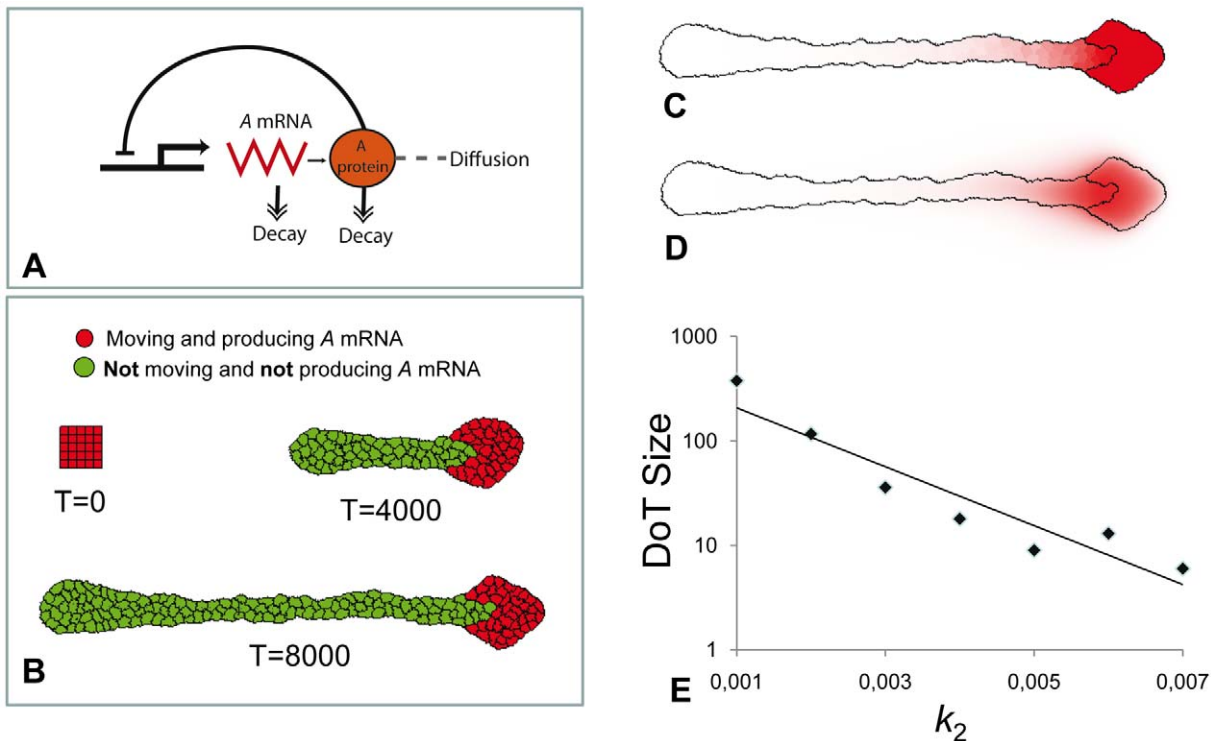 A mRNA
A
protein
Diffusion
Decay
Decay
A
Moving and producing A mRNA
Not moving and not producing A mRNA
T=0
T=4000
T=8000
B
C
D
1000
100
10
1
DoT Size
0,001
0,003
0,005
0,007
E
k2